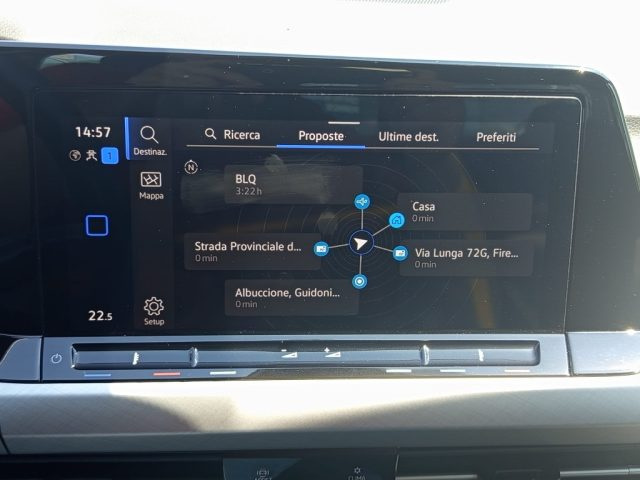 14:57
1
Destinaz.
Mappa
Setup
22.5
Ricerca
Proposte
Ultime dest.
Preferiti
N
BLQ
3:22 h
Casa
0 min
Strada Provinciale d...
0 min
Via Lunga 72G, Fire...
0 min
Albuccione, Guidoni...
0 min